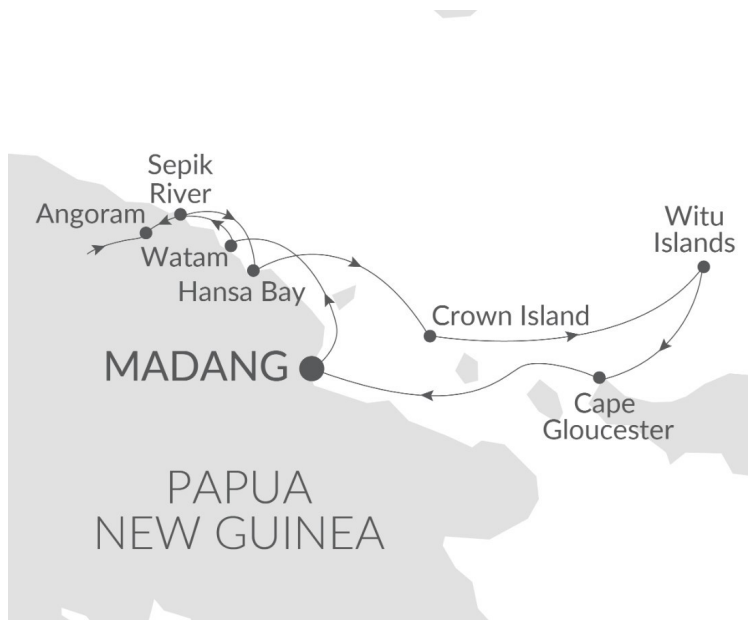 Sepik
River
Angoram
Watam
Hansa Bay
Witu
Islands
Crown Island
MADANG
Cape
Gloucester
PAPUA
NEW GUINEA